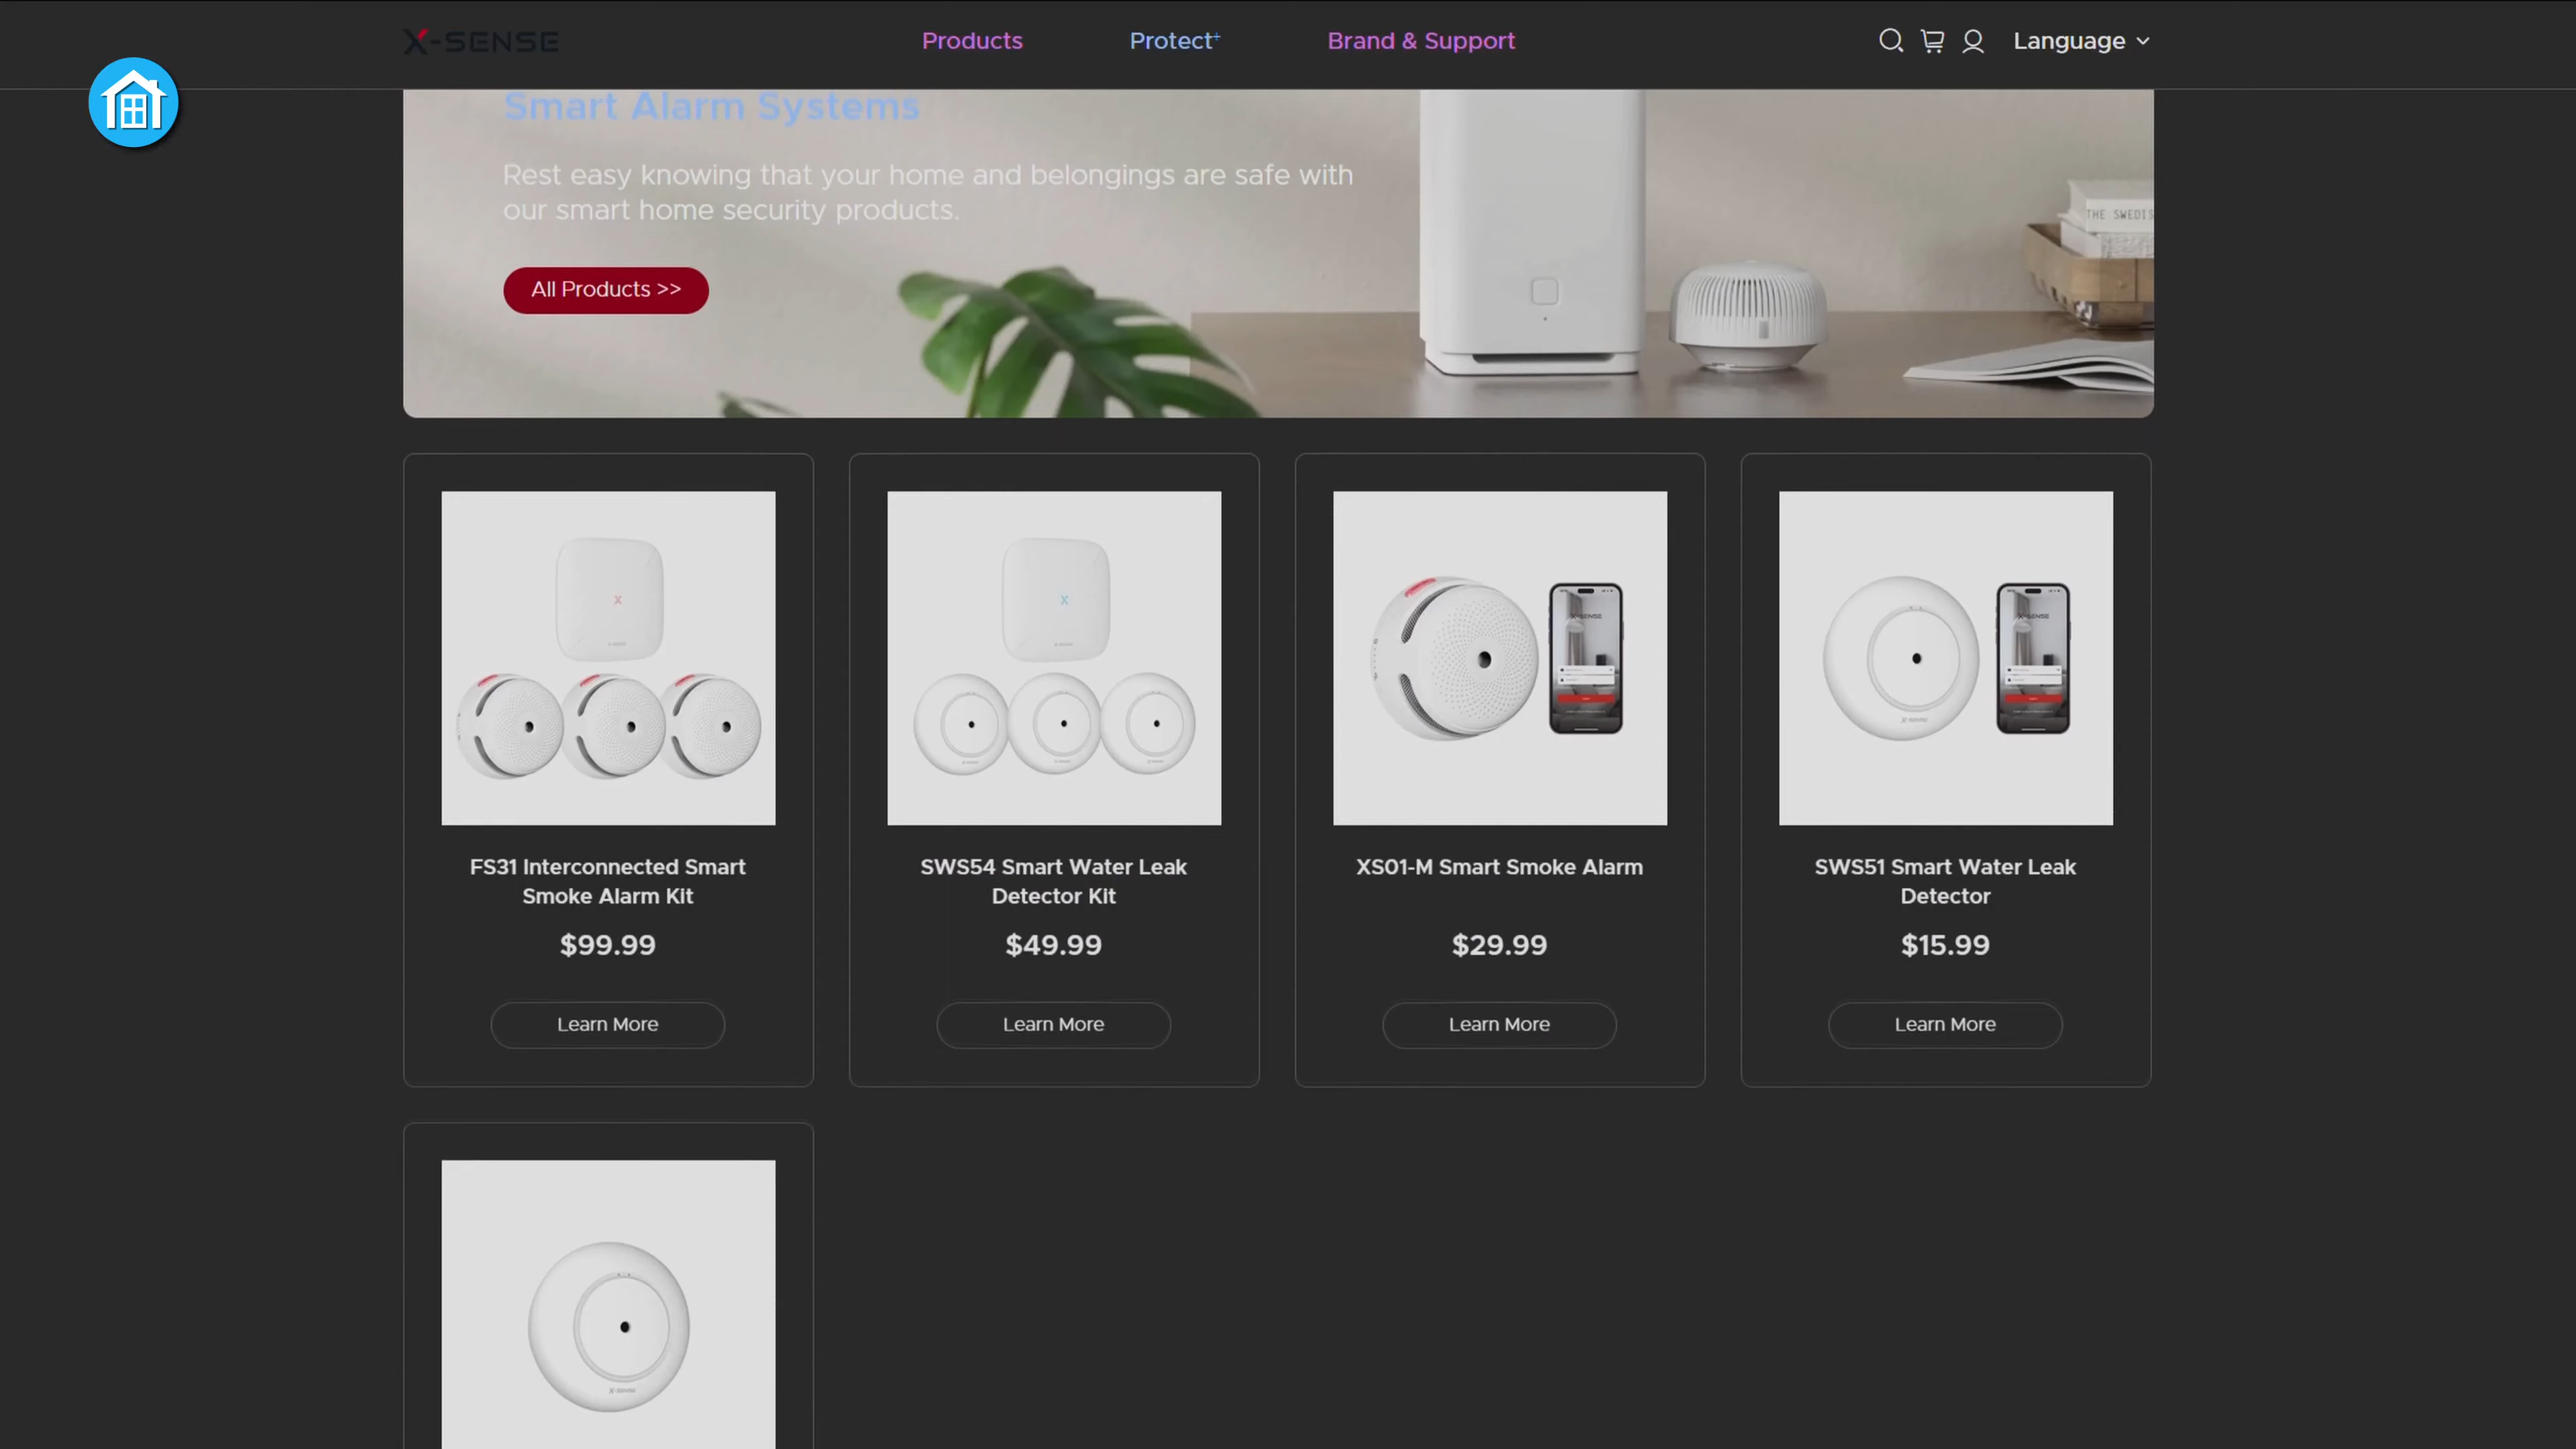 X-SENSE
Products
Protect+
Brand & Support
Language
Smart Alarm Systems
Rest easy knowing that your home and belongings are safe with
our smart home security products.
All Products >>
THE SWEDIS
FS31 Interconnected Smart
Smoke Alarm Kit
$99.99
Learn More
SWS54 Smart Water Leak
Detector Kit
$49.99
Learn More
XS01-M Smart Smoke Alarm
$29.99
Learn More
SWS51 Smart Water Leak
Detector
$15.99
Learn More
X-SENSE